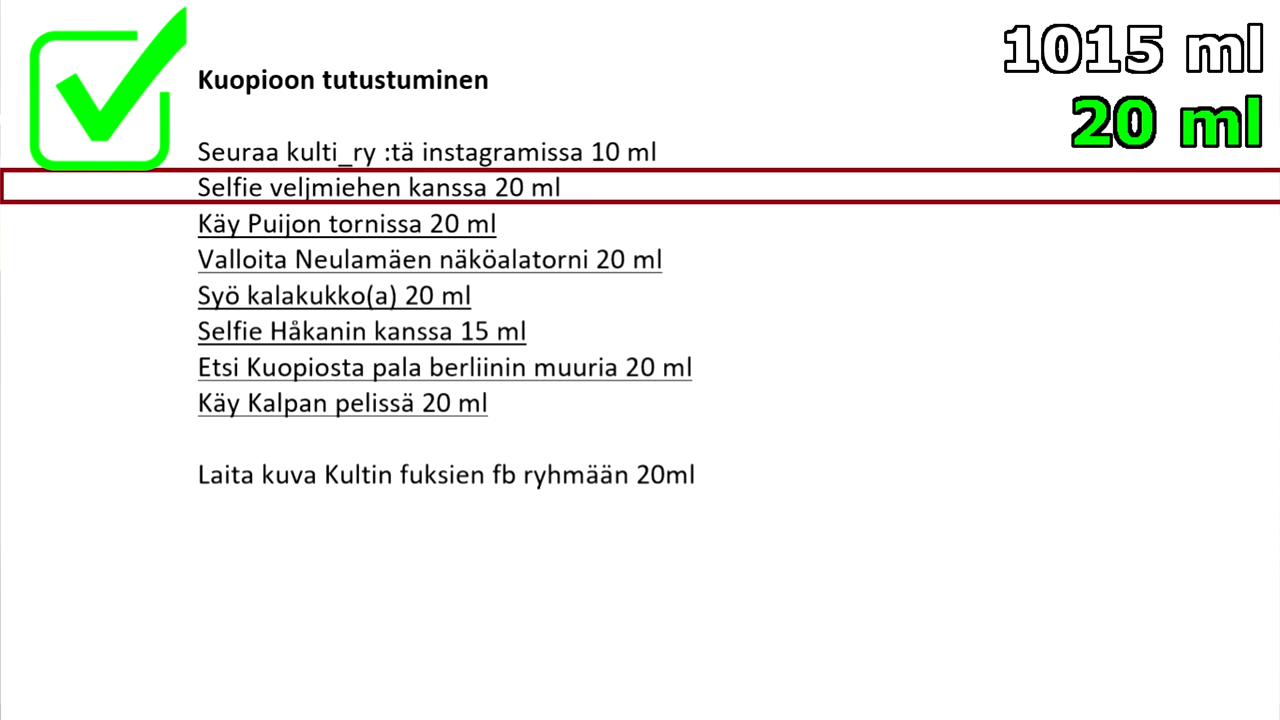 1015 ml
20 ml
Kuopioon tutustuminen
Seuraa kulti_ry :tä instagramissa 10 ml
Selfie veljmiehen kanssa 20 ml
Käy Puijon tornissa 20 ml
Valloita Neulamäen näköalatorni 20 ml
Syö kalakukko(a) 20 ml
Selfie Håkanin kanssa 15 ml
Etsi Kuopiosta pala berliinin muuria 20 ml
Käy Kalpan pelissä 20 ml
Laita kuva Kultin fuksien fb ryhmään 20ml